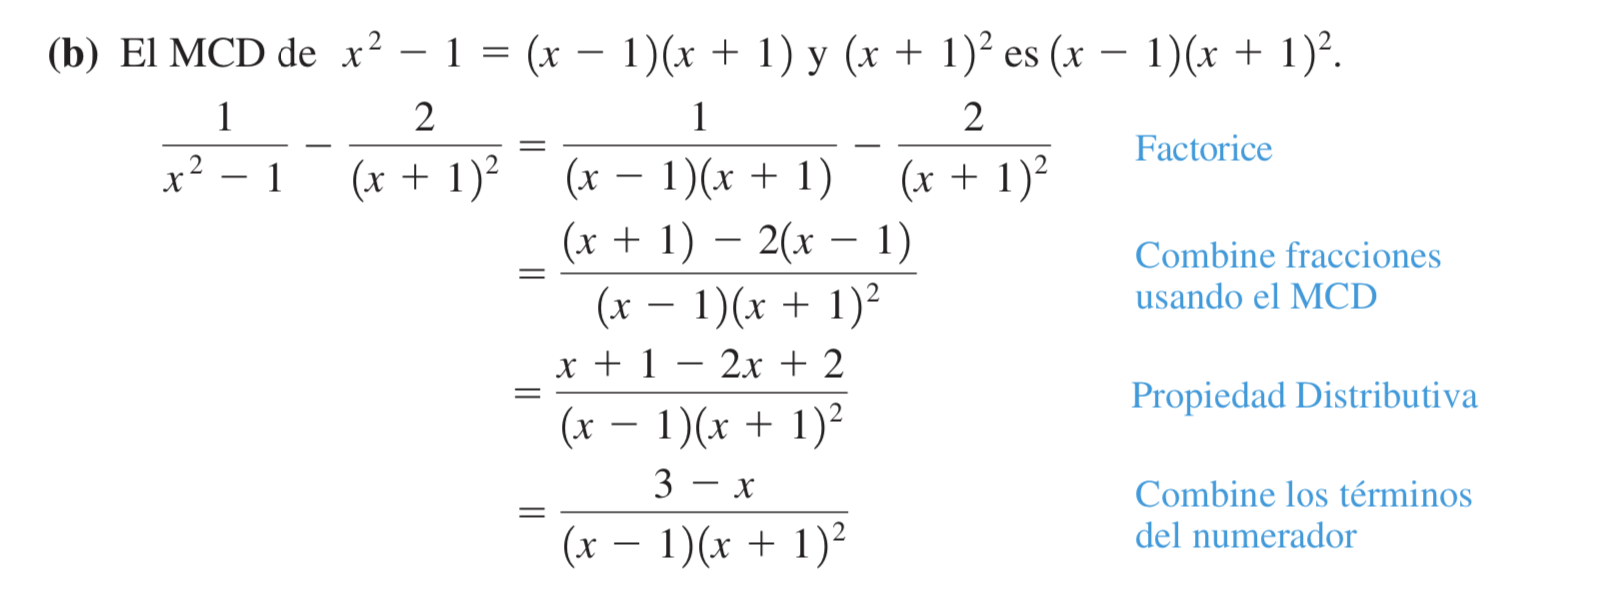 (b) El MCD de x² − 1 = (x − 1)(x + 1) y (x + 1)² es (x − 1)(x + 1)².
1/(x² − 1) − 2/(x + 1)² = 1/((x − 1)(x + 1)) − 2/(x + 1)² Factorice
= ((x + 1) − 2(x − 1))/((x − 1)(x + 1)²) Combine fracciones
usando el MCD
= (x + 1 − 2x + 2)/((x − 1)(x + 1)²) Propiedad Distributiva
= (3 − x)/((x − 1)(x + 1)²) Combine los términos
del numerador